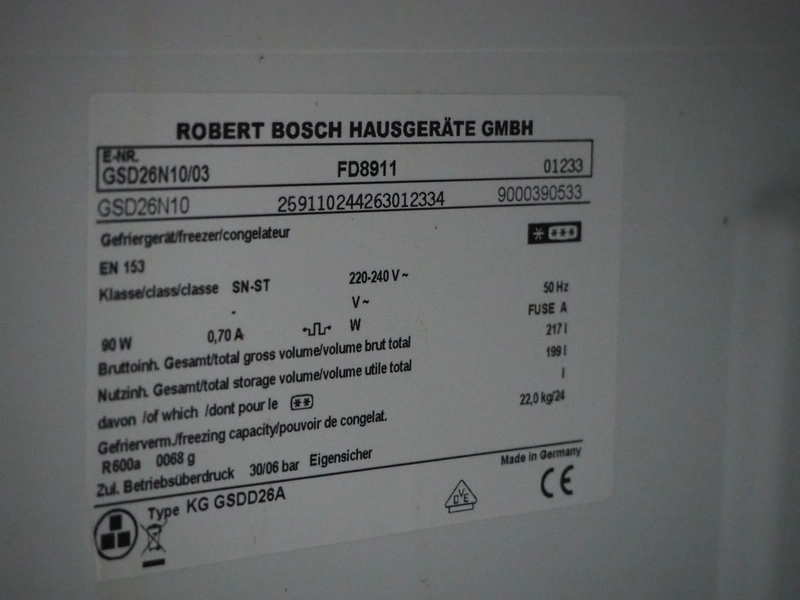 ROBERT BOSCH HAUSGERÄTE GMBH
E-NR.
GSD26N10/03 FD8911 01233
GSD26N10 259110244263012334 9000390533
Gefriergerät/freezer/congelateur
EN 153
Klasse/class/classe SN-ST 220-240 V ~ 50 Hz
- V ~ FUSE A
90 W 0,70 A W
Bruttoinh. Gesamt/total gross volume/volume brut total 217 l
Nutzinh. Gesamt/total storage volume/volume utile total 199 l
davon /of which /dont pour le l
Gefrierverm./freezing capacity/pouvoir de congelat. 22,0 kg/24
R600a 0068 g
Zul. Betriebsüberdruck 30/06 bar Eigensicher
Made in Germany
Type KG GSDD26A
CE